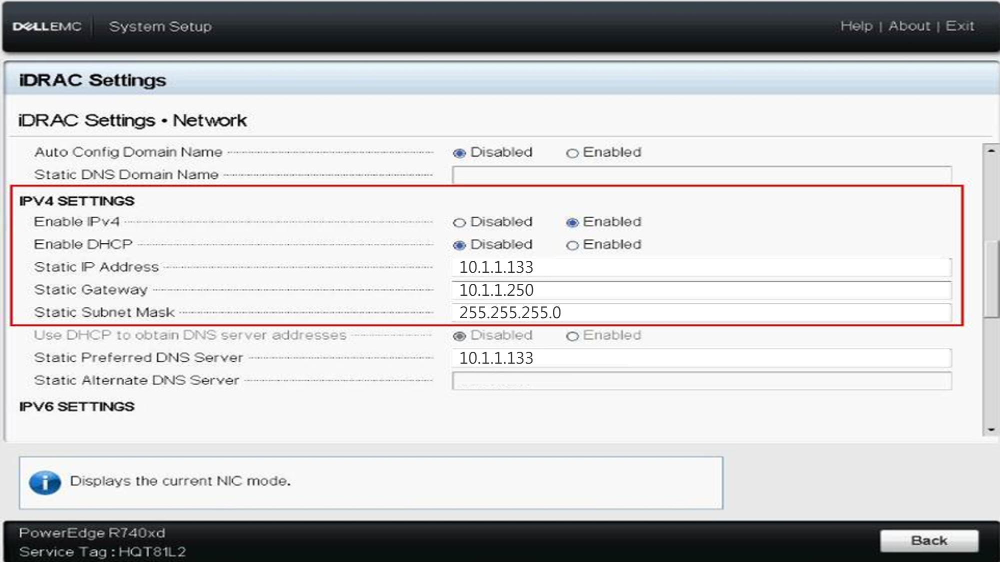 DELLEMC System Setup Help | About | Exit
iDRAC Settings
iDRAC Settings • Network
Auto Config Domain Name Disabled Enabled
Static DNS Domain Name
IPV4 SETTINGS
Enable IPv4 Disabled Enabled
Enable DHCP Disabled Enabled
Static IP Address 10.1.1.133
Static Gateway 10.1.1.250
Static Subnet Mask 255.255.255.0
Use DHCP to obtain DNS server addresses Disabled Enabled
Static Preferred DNS Server 10.1.1.133
Static Alternate DNS Server
IPV6 SETTINGS
Displays the current NIC mode.
PowerEdge R740xd
Service Tag : HQT81L2
Back